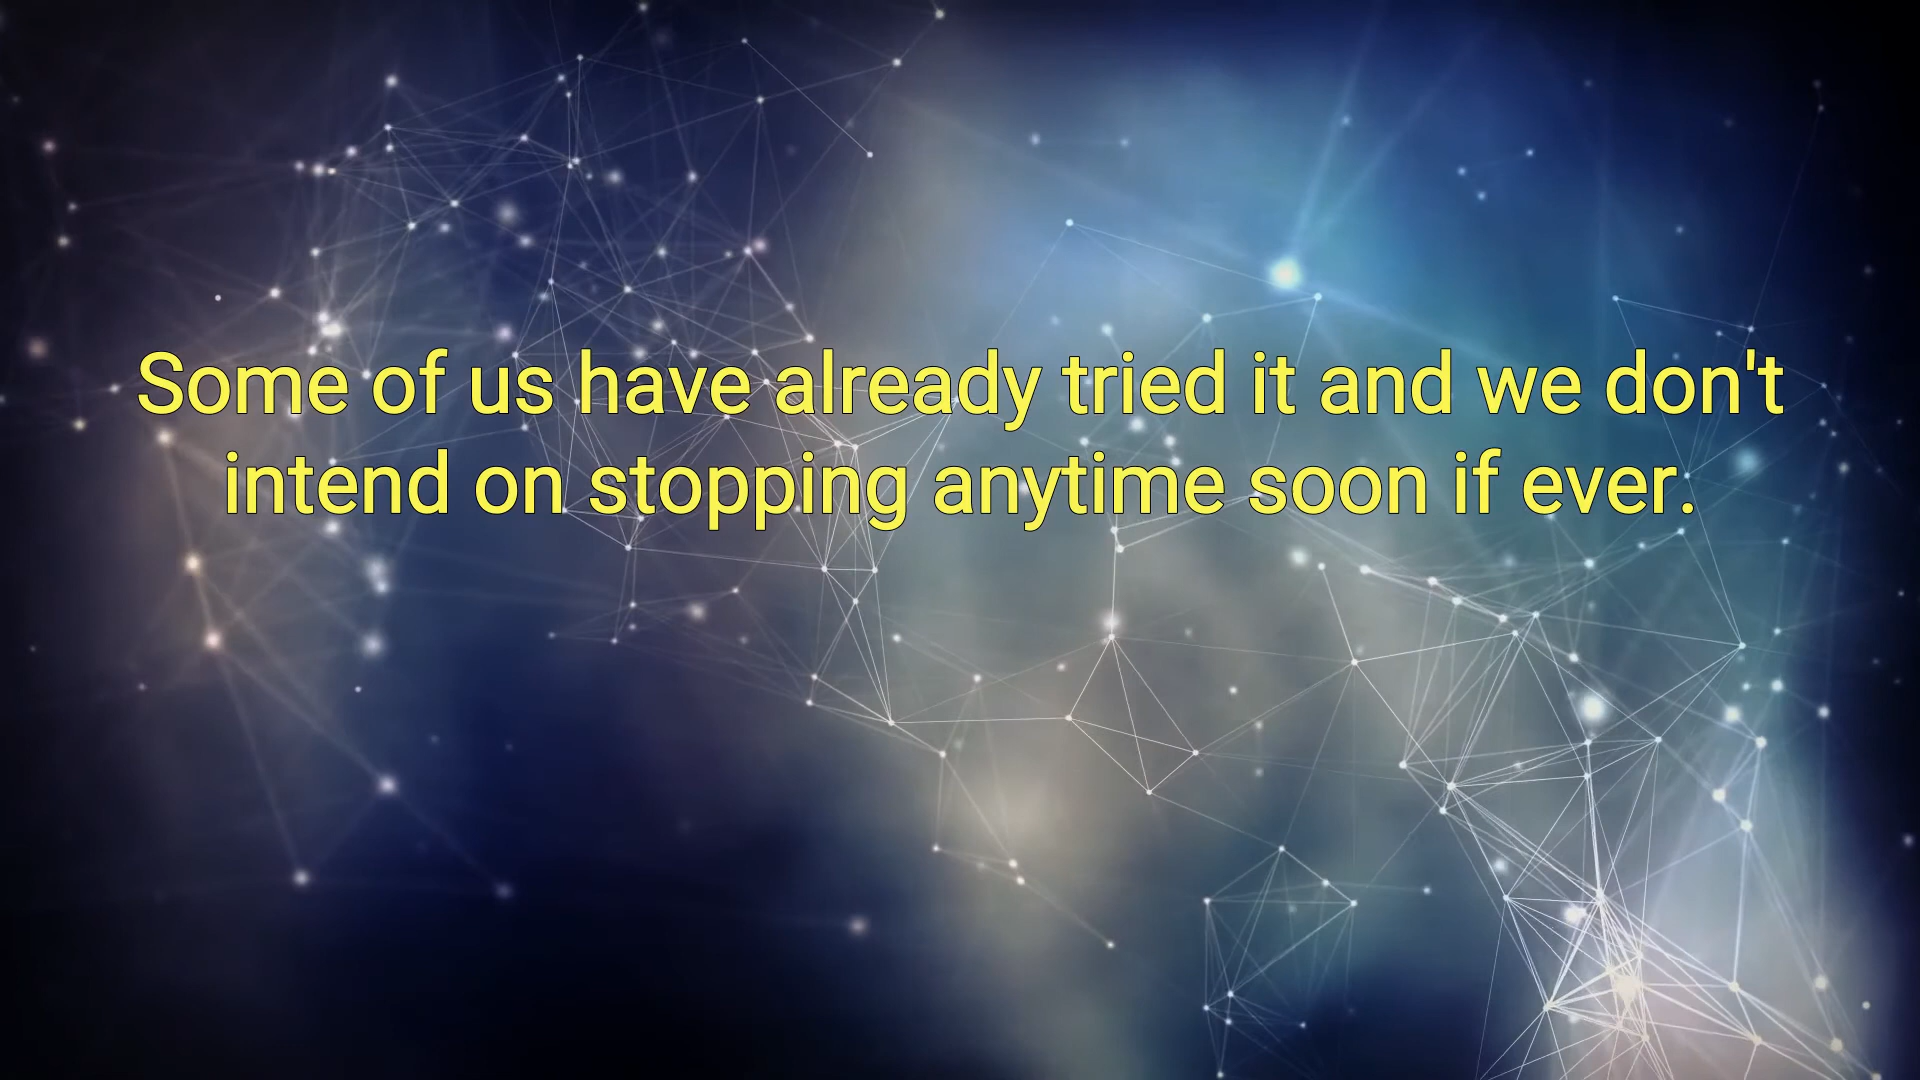 Some of us have already tried it and we don't
intend on stopping anytime soon if ever.